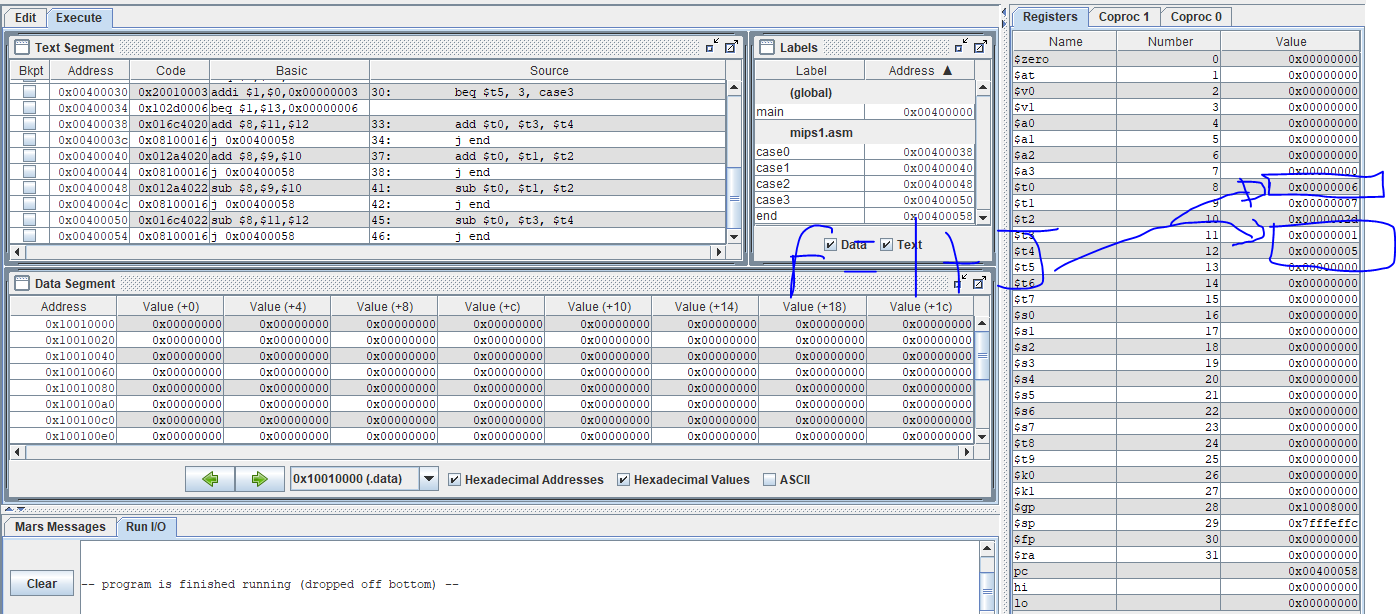 Edit Execute
Text Segment
Bkpt Address Code Basic Source
0x00400030 0x20010003 addi $1,$0,0x00000003 30: beq $t5, 3, case3
0x00400034 0x102d0006 beq $1,$13,0x00000006
0x00400038 0x016c4020 add $8,$11,$12 33: add $t0, $t3, $t4
0x0040003c 0x08100016 j 0x00400058 34: j end
0x00400040 0x012a4020 add $8,$9,$10 37: add $t0, $t1, $t2
0x00400044 0x08100016 j 0x00400058 38: j end
0x00400048 0x012a4022 sub $8,$9,$10 41: sub $t0, $t1, $t2
0x0040004c 0x08100016 j 0x00400058 42: j end
0x00400050 0x016c4022 sub $8,$11,$12 45: sub $t0, $t3, $t4
0x00400054 0x08100016 j 0x00400058 46: j end
Labels
Label Address ▲
(global)
main 0x00400000
mips1.asm
case0 0x00400038
case1 0x00400040
case2 0x00400048
case3 0x00400050
end 0x00400058
Data Text
Data Segment
Address Value (+0) Value (+4) Value (+8) Value (+c) Value (+10) Value (+14) Value (+18) Value (+1c)
0x10010000 0x00000000 0x00000000 0x00000000 0x00000000 0x00000000 0x00000000 0x00000000 0x00000000
0x10010020 0x00000000 0x00000000 0x00000000 0x00000000 0x00000000 0x00000000 0x00000000 0x00000000
0x10010040 0x00000000 0x00000000 0x00000000 0x00000000 0x00000000 0x00000000 0x00000000 0x00000000
0x10010060 0x00000000 0x00000000 0x00000000 0x00000000 0x00000000 0x00000000 0x00000000 0x00000000
0x10010080 0x00000000 0x00000000 0x00000000 0x00000000 0x00000000 0x00000000 0x00000000 0x00000000
0x100100a0 0x00000000 0x00000000 0x00000000 0x00000000 0x00000000 0x00000000 0x00000000 0x00000000
0x100100c0 0x00000000 0x00000000 0x00000000 0x00000000 0x00000000 0x00000000 0x00000000 0x00000000
0x100100e0 0x00000000 0x00000000 0x00000000 0x00000000 0x00000000 0x00000000 0x00000000 0x00000000
0x10010000 (.data) Hexadecimal Addresses Hexadecimal Values ASCII
Mars Messages Run I/O
Clear
-- program is finished running (dropped off bottom) --
Registers Coproc 1 Coproc 0
Name Number Value
$zero 0 0x00000000
$at 1 0x00000000
$v0 2 0x00000000
$v1 3 0x00000000
$a0 4 0x00000000
$a1 5 0x00000000
$a2 6 0x00000000
$a3 7 0x00000000
$t0 8 0x00000006
$t1 9 0x00000007
$t2 10 0x0000002d
$t3 11 0x00000001
$t4 12 0x00000005
$t5 13 0x00000000
$t6 14 0x00000000
$t7 15 0x00000000
$s0 16 0x00000000
$s1 17 0x00000000
$s2 18 0x00000000
$s3 19 0x00000000
$s4 20 0x00000000
$s5 21 0x00000000
$s6 22 0x00000000
$s7 23 0x00000000
$t8 24 0x00000000
$t9 25 0x00000000
$k0 26 0x00000000
$k1 27 0x00000000
$gp 28 0x10008000
$sp 29 0x7fffeffc
$fp 30 0x00000000
$ra 31 0x00000000
pc 0x00400058
hi 0x00000000
lo 0x00000000